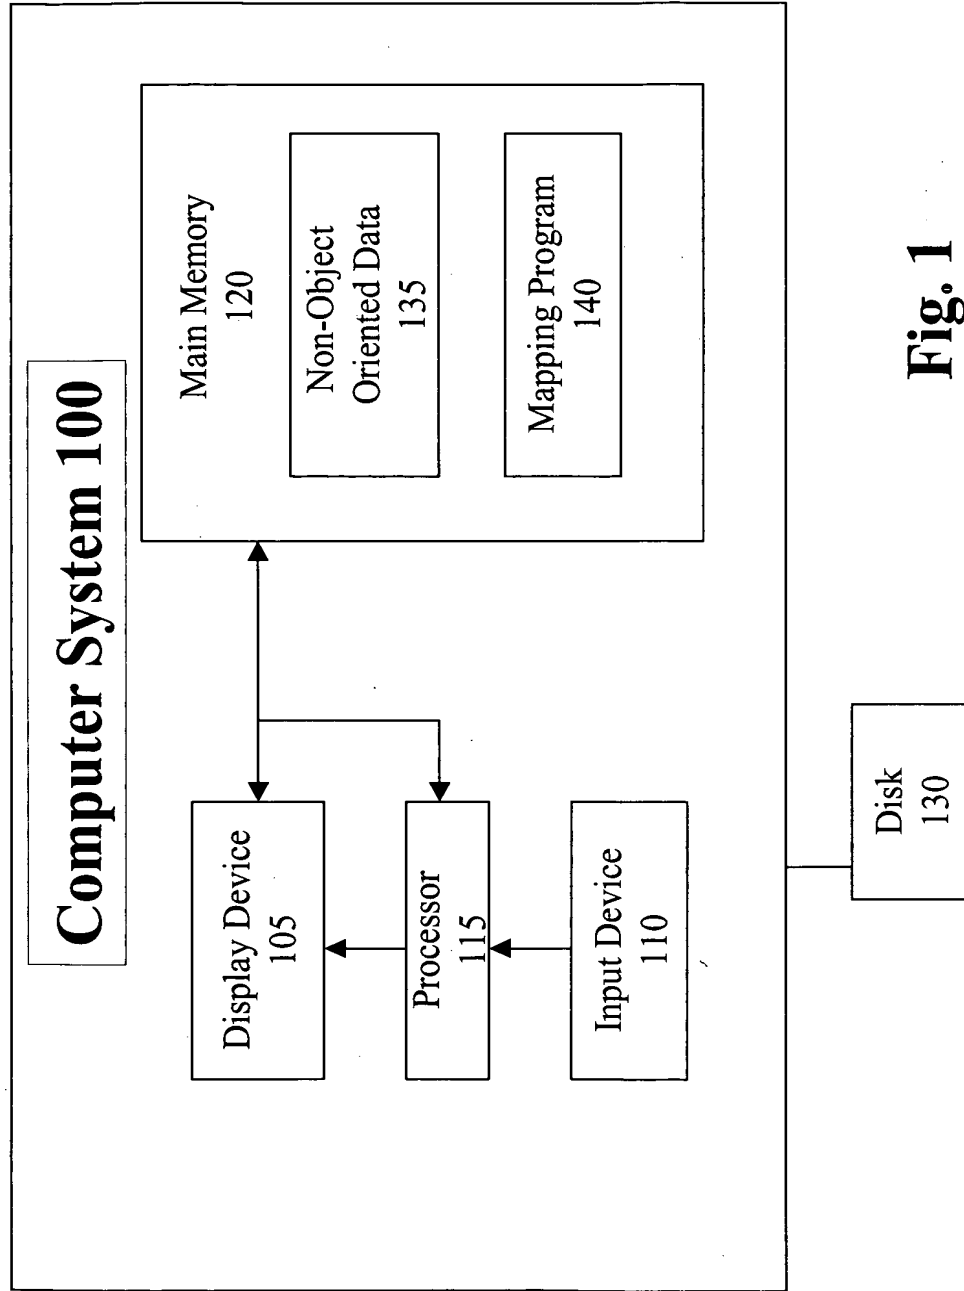 Computer System 100
Display Device
105
Processor
115
Input Device
110
Main Memory
120
Non-Object
Oriented Data
135
Mapping Program
140
Disk
130
Fig. 1